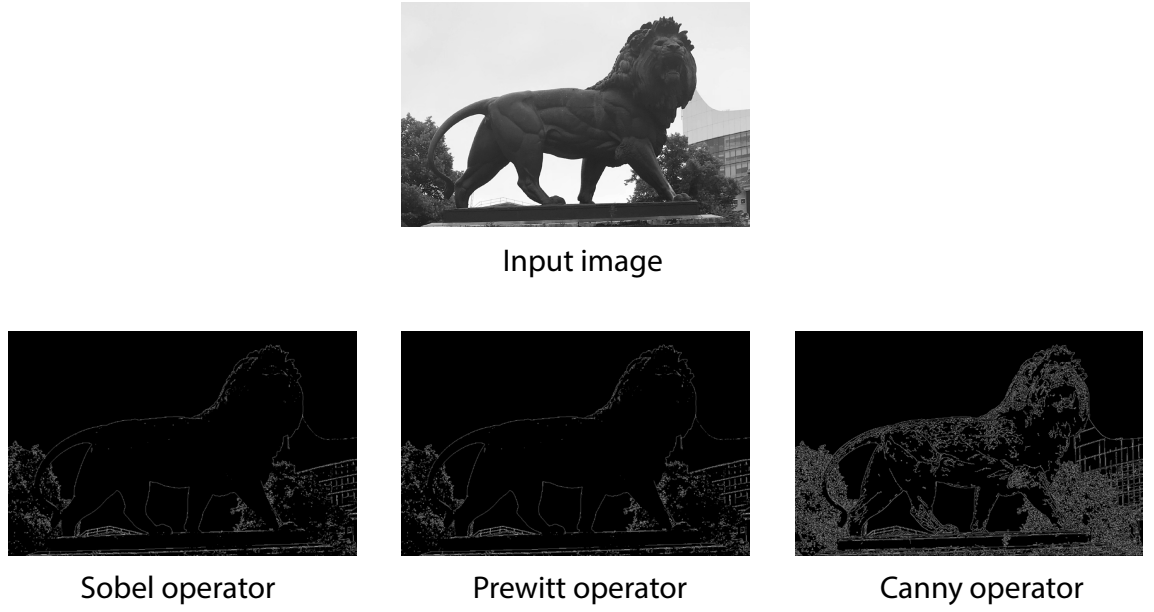 Input image
Sobel operator
Prewitt operator
Canny operator